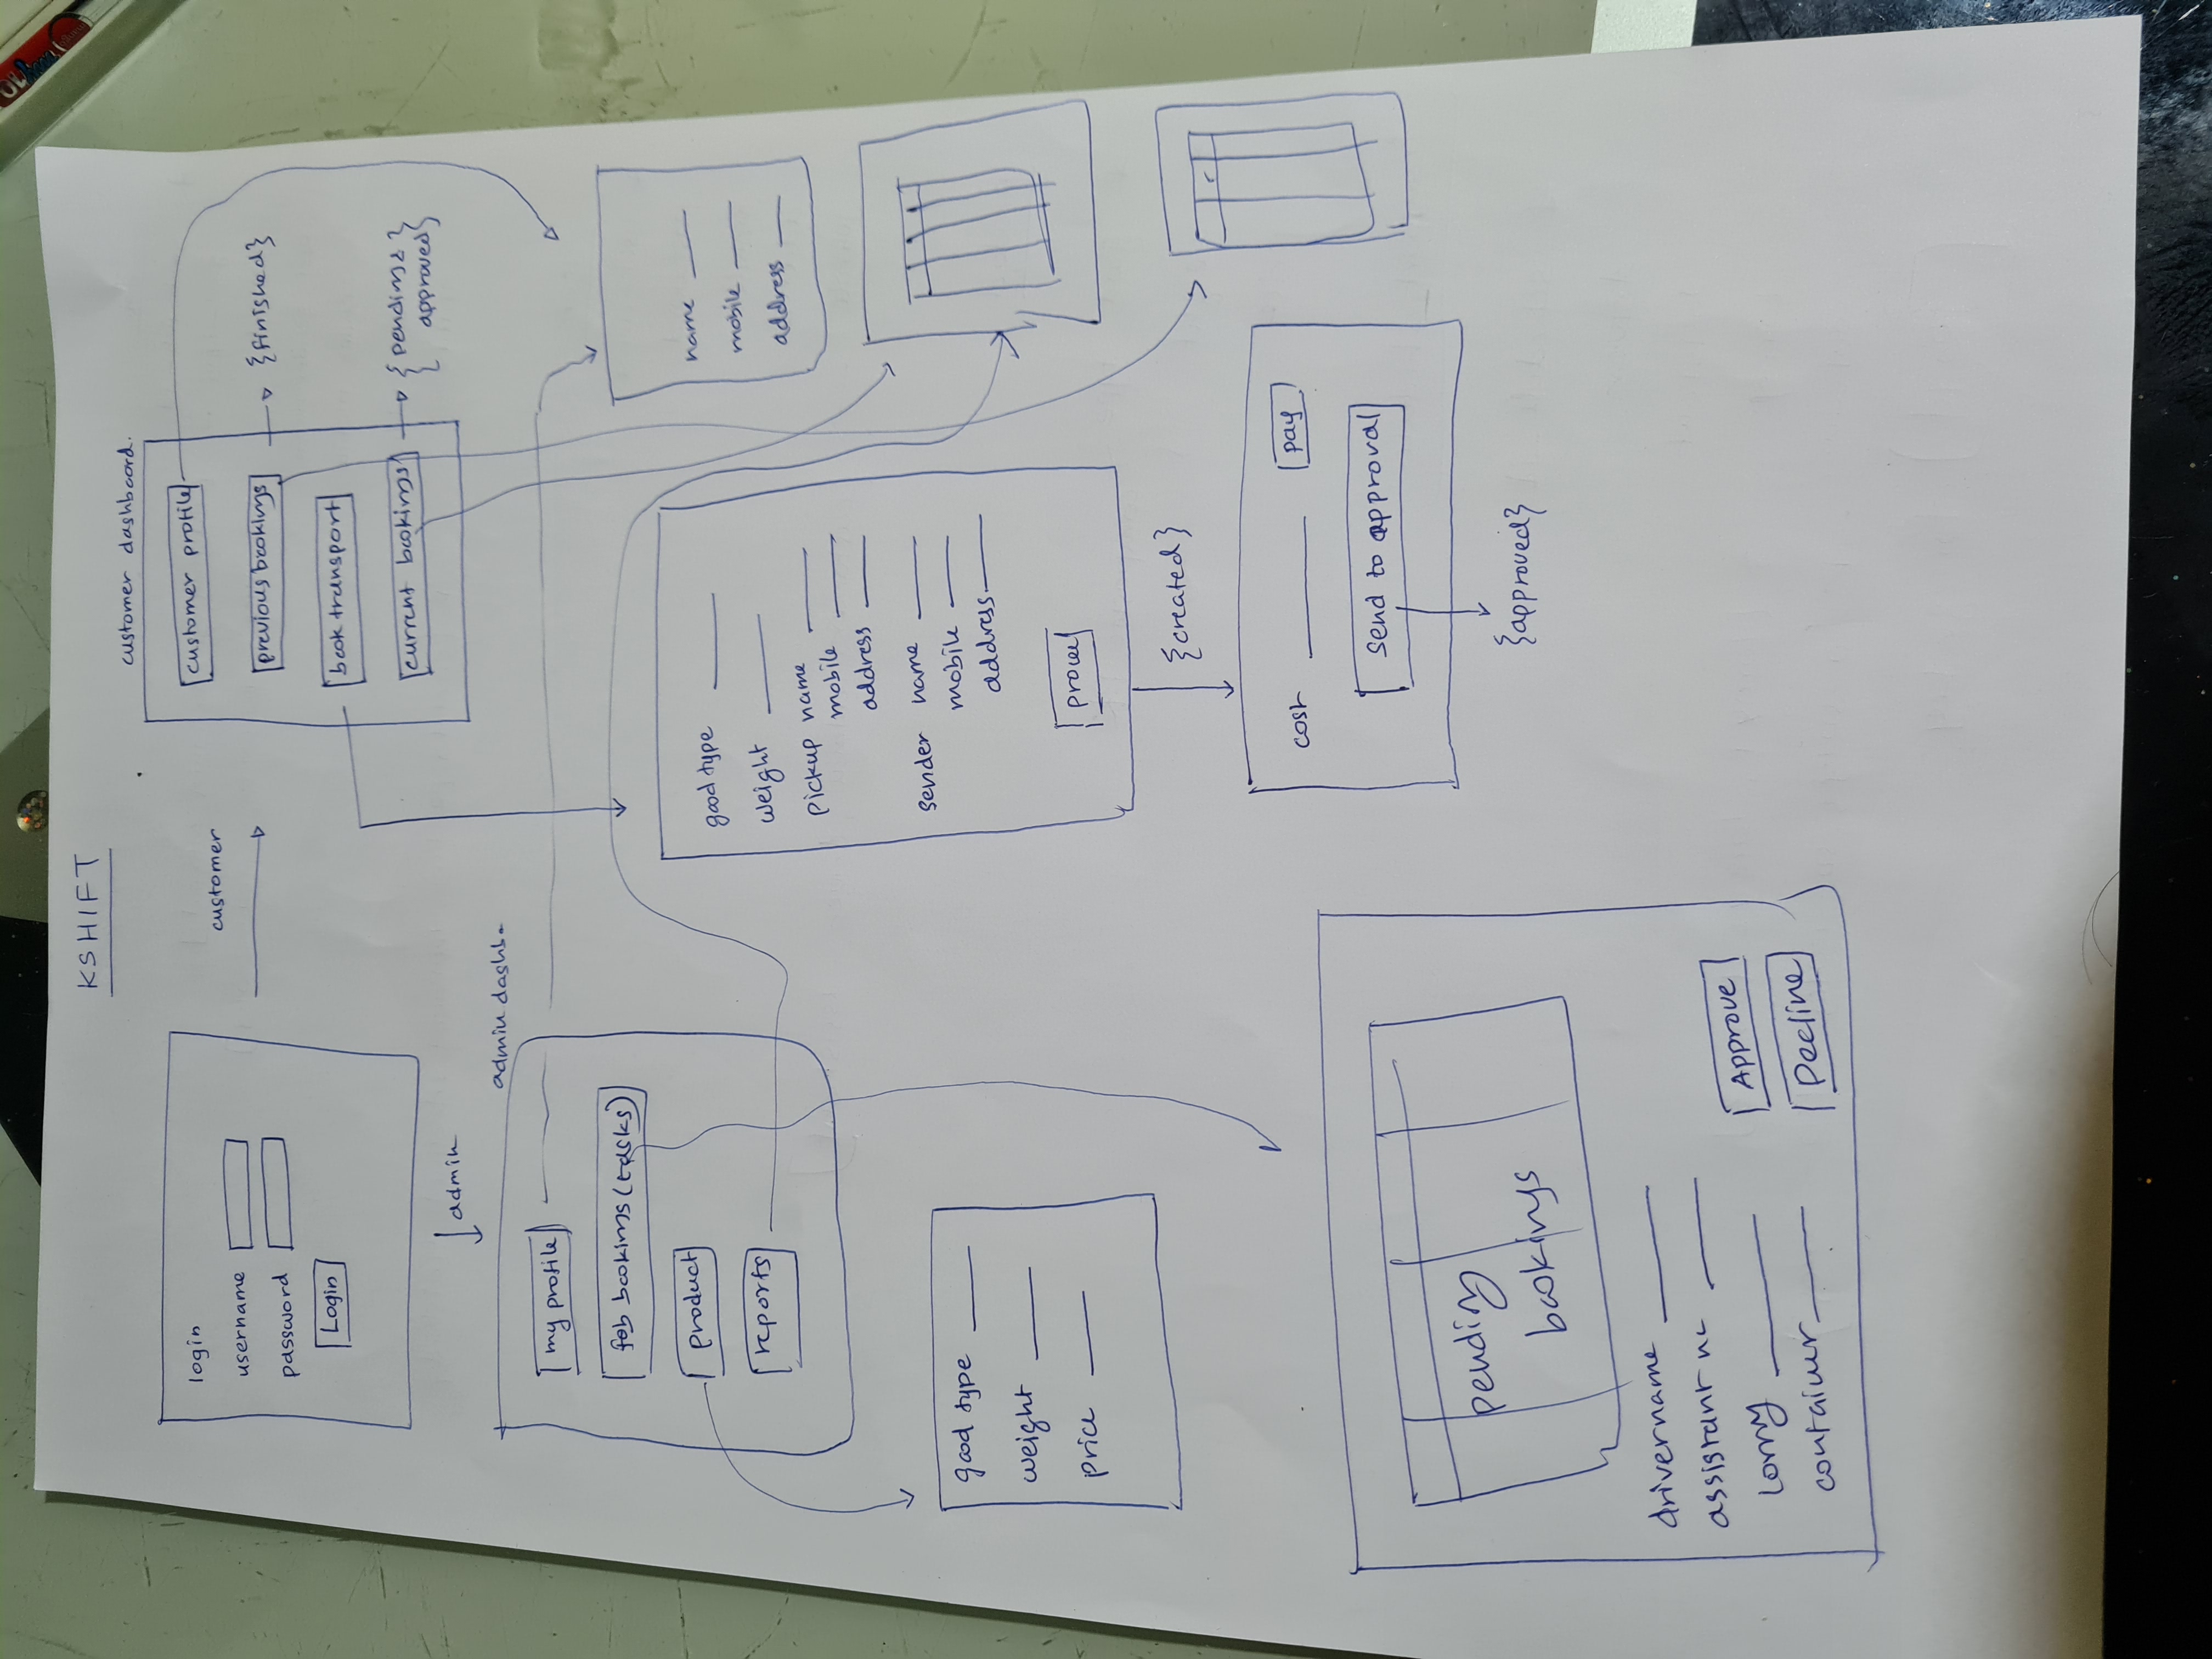 KSHIFT
login
username
password
Login
customer
customer dashboard.
customer profile
previous bookings
{finished}
book transport
current bookings
{pending &
approved}
admin
admin dashb.
my profile
job bookings (tasks)
product
reports
good type
weight
price
good type
weight
pickup name
mobile
address
sender name
mobile
address
{created}
name
mobile
address
cost
pay
Send to approval
{approved}
pending
bookings
drivername
assistant
Lorry
container
Approve
Decline